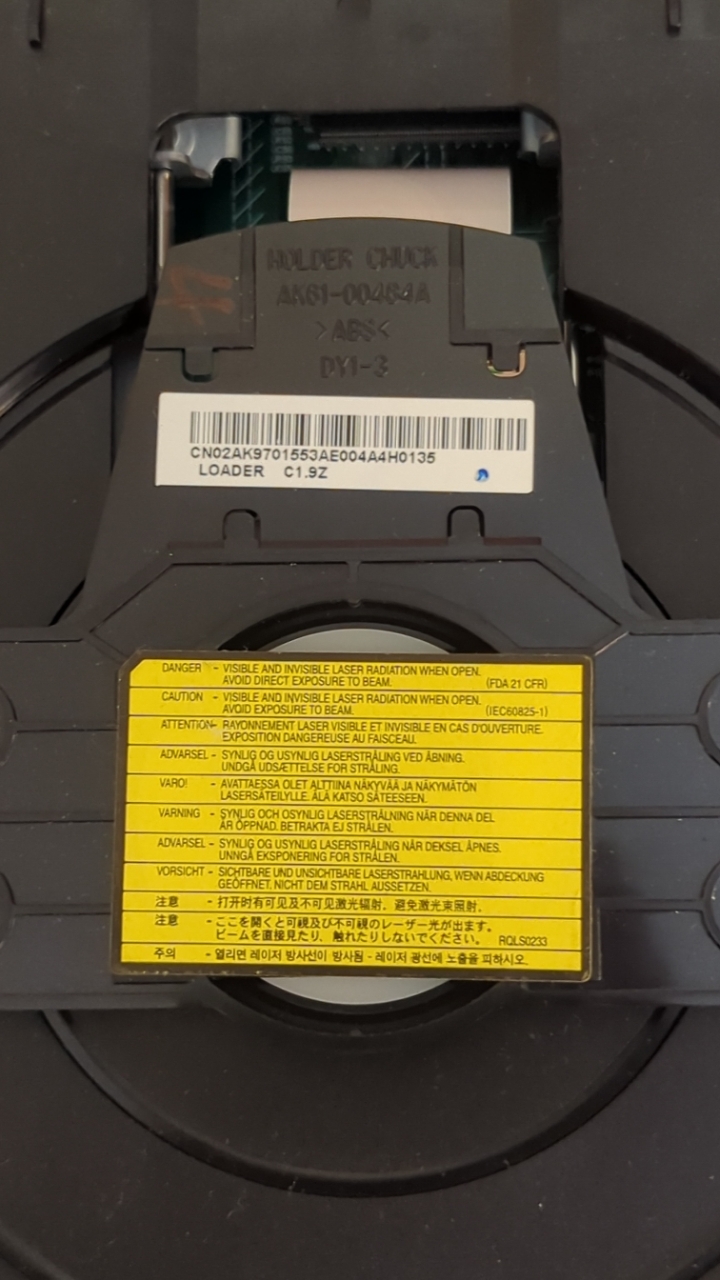 HOLDER CHUCK
AK61-00464A
>ABS<
DY1-3
CN02AK9701553AE004A4H0135
LOADER C1.9Z
DANGER - VISIBLE AND INVISIBLE LASER RADIATION WHEN OPEN.
AVOID DIRECT EXPOSURE TO BEAM. (FDA 21 CFR)
CAUTION - VISIBLE AND INVISIBLE LASER RADIATION WHEN OPEN.
AVOID EXPOSURE TO BEAM. (IEC60825-1)
ATTENTION- RAYONNEMENT LASER VISIBLE ET INVISIBLE EN CAS D'OUVERTURE.
EXPOSITION DANGEREUSE AU FAISCEAU.
ADVARSEL - SYNLIG OG USYNLIG LASERSTRÅLING VED ÅBNING.
UNDGÅ UDSÆTTELSE FOR STRÅLING.
VARO! - AVATTAESSA OLET ALTTIINA NÄKYVÄÄ JA NÄKYMÄTÖN
LASERSÄTEILYLLE. ÄLÄ KATSO SÄTEESEEN.
VARNING - SYNLIG OCH OSYNLIG LASERSTRÅLNING NÄR DENNA DEL
ÄR ÖPPNAD. BETRAKTA EJ STRÅLEN.
ADVARSEL - SYNLIG OG USYNLIG LASERSTRÅLING NÅR DEKSEL ÅPNES.
UNNGÅ EKSPONERING FOR STRÅLEN.
VORSICHT - SICHTBARE UND UNSICHTBARE LASERSTRAHLUNG, WENN ABDECKUNG
GEÖFFNET, NICHT DEM STRAHL AUSSETZEN.
注意 - 打开时有可见及不可见激光辐射。避免激光束照射。
注意 - ここを開くと可視及び不可視のレーザー光が出ます。
ビームを直接見たり、触れたりしないでください。 RQLS0233
주의 - 열리면 레이저 방사선이 방사됨 - 레이저 광선에 노출을 피하시오.